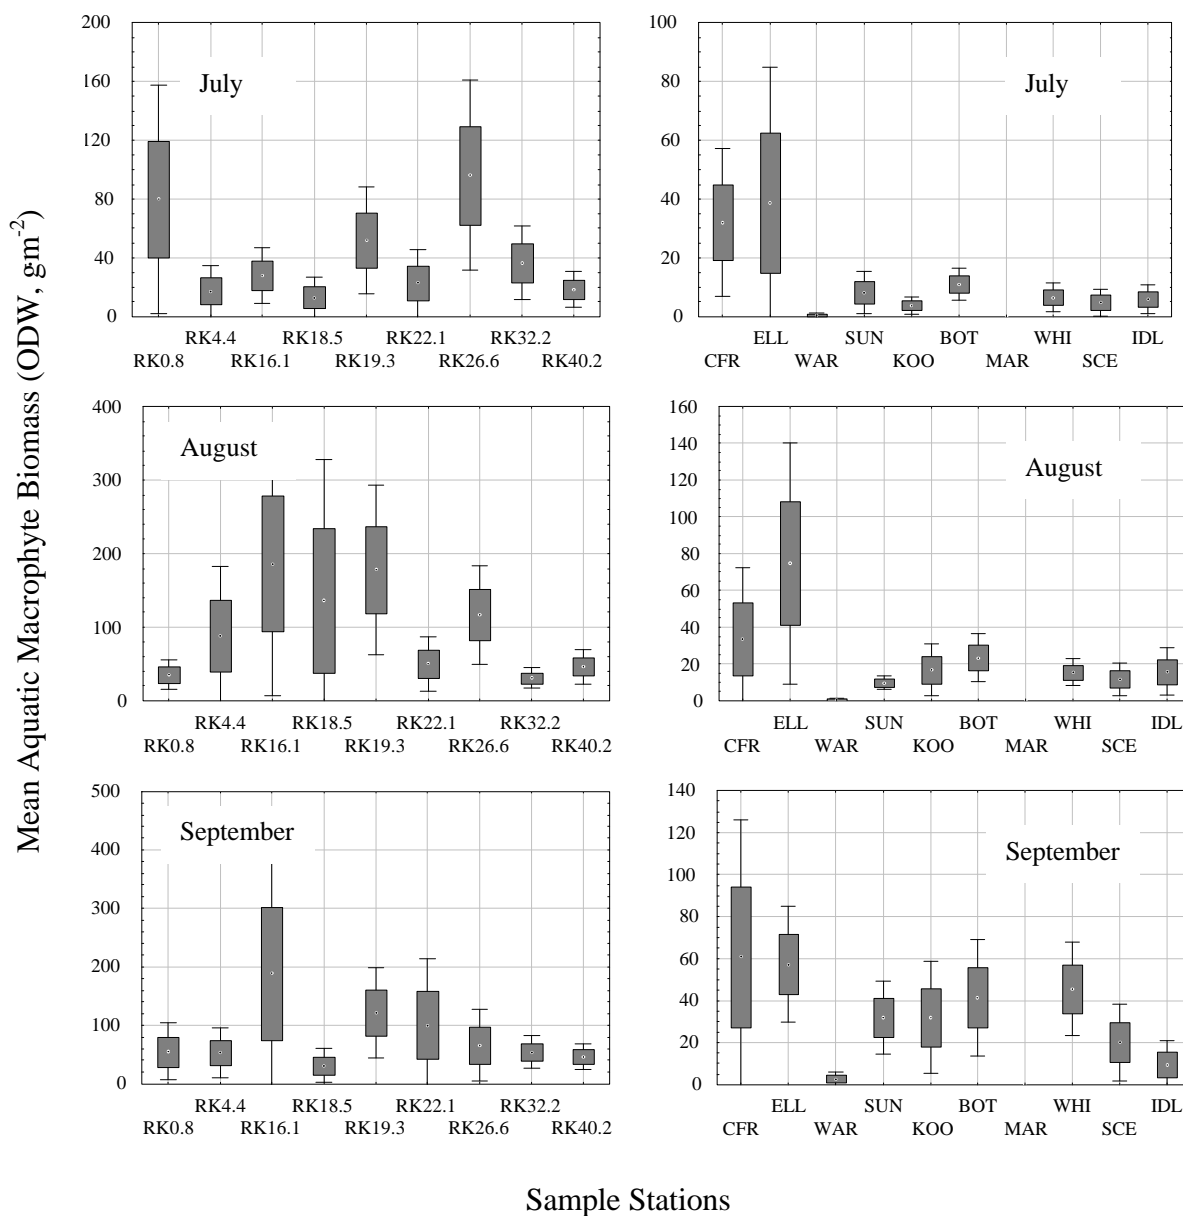 Mean Aquatic Macrophyte Biomass (ODW, gm-2)
200
160
120
80
40
0
July
RK4.4 RK18.5 RK22.1 RK32.2
RK0.8 RK16.1 RK19.3 RK26.6 RK40.2
100
80
60
40
20
0
July
ELL SUN BOT WHI IDL
CFR WAR KOO MAR SCE
400
300
200
100
0
August
RK4.4 RK18.5 RK22.1 RK32.2
RK0.8 RK16.1 RK19.3 RK26.6 RK40.2
160
140
120
100
80
60
40
20
0
August
ELL SUN BOT WHI IDL
CFR WAR KOO MAR SCE
500
400
300
200
100
0
September
RK4.4 RK18.5 RK22.1 RK32.2
RK0.8 RK16.1 RK19.3 RK26.6 RK40.2
140
120
100
80
60
40
20
0
September
ELL SUN BOT WHI IDL
CFR WAR KOO MAR SCE
Sample Stations